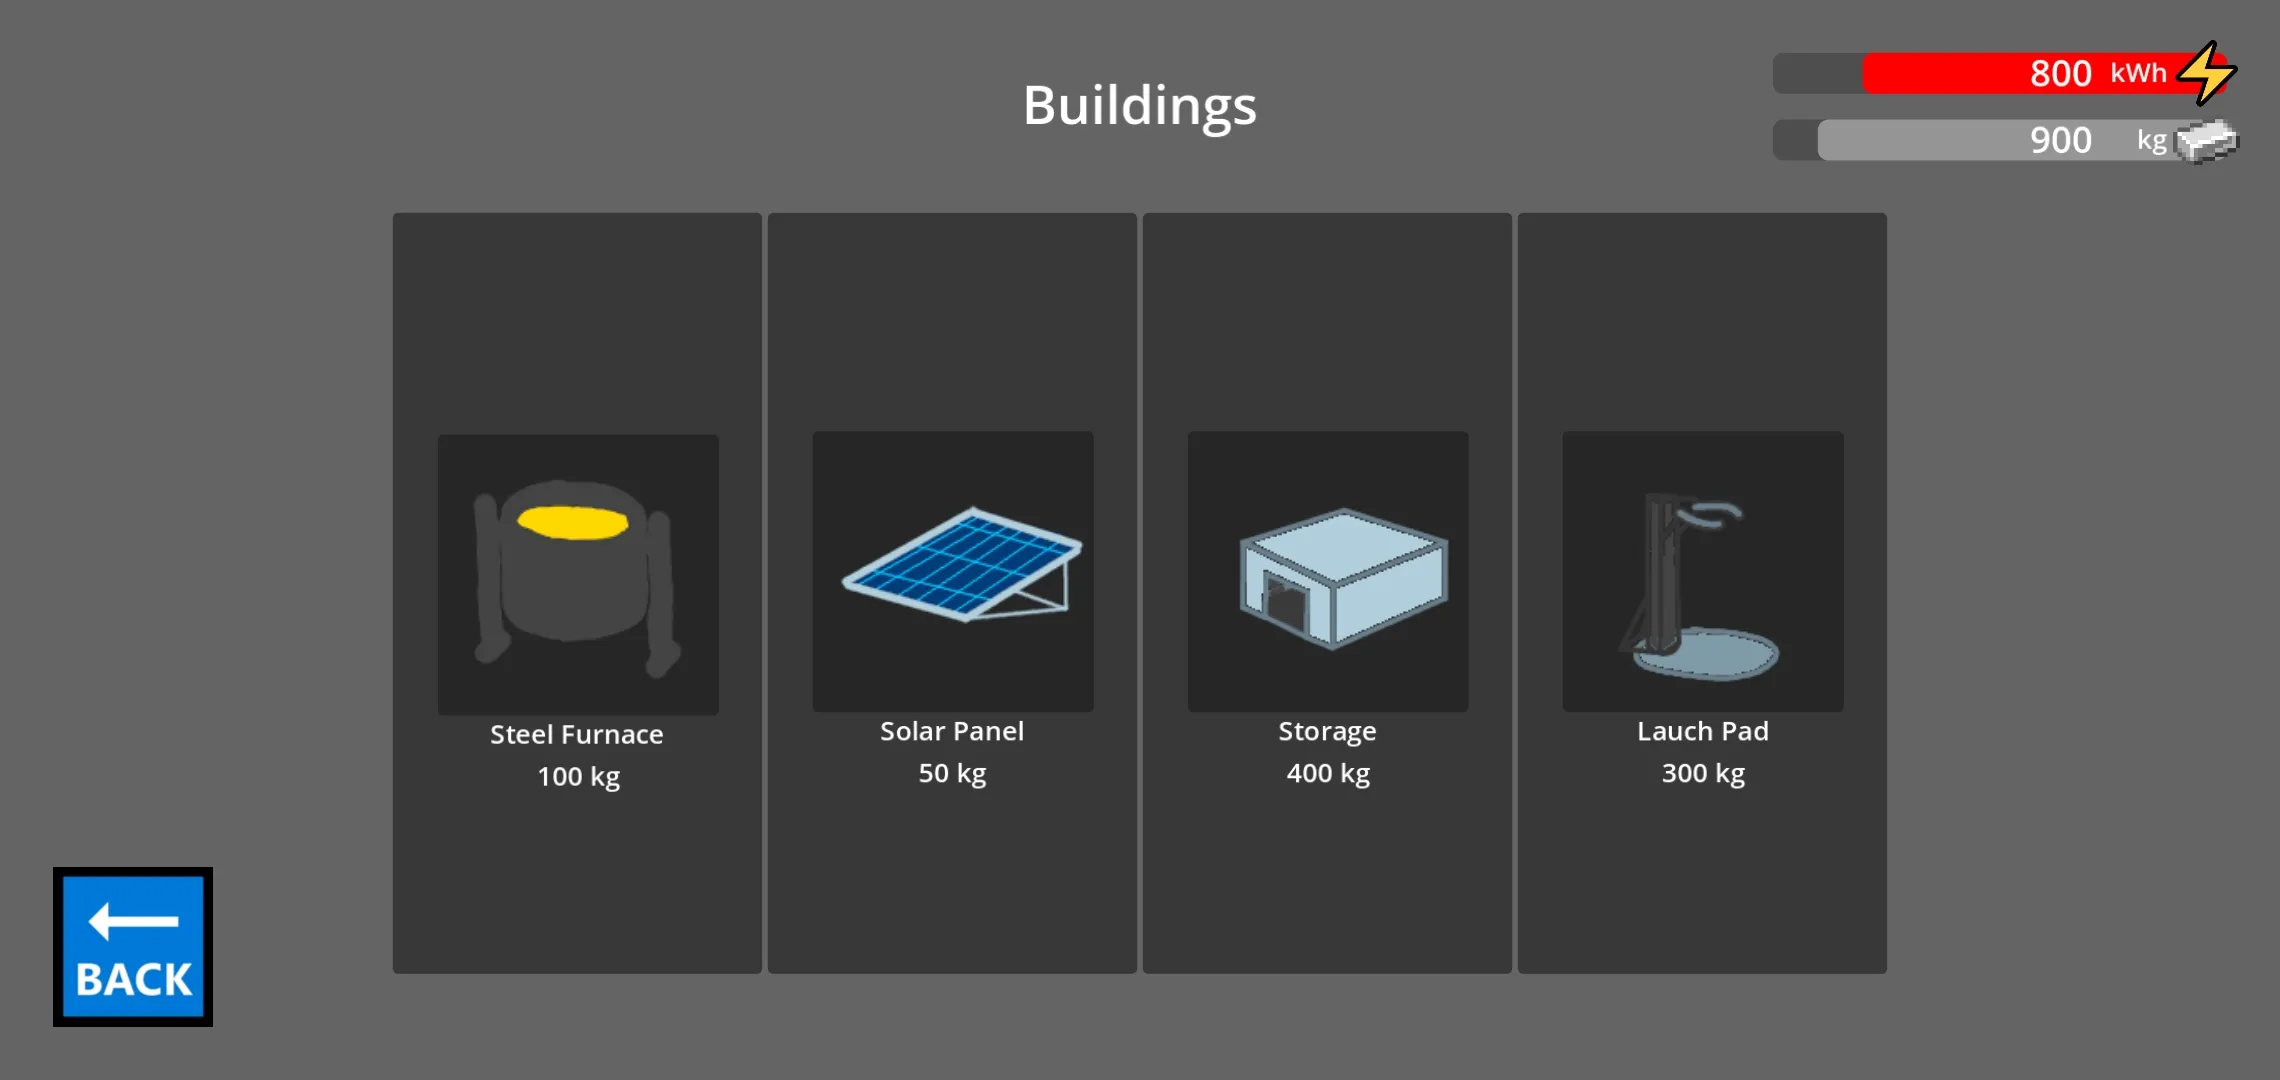 800 kWh
Buildings
900 kg
Steel Furnace
100 kg
Solar Panel
50 kg
Storage
400 kg
Lauch Pad
300 kg
BACK